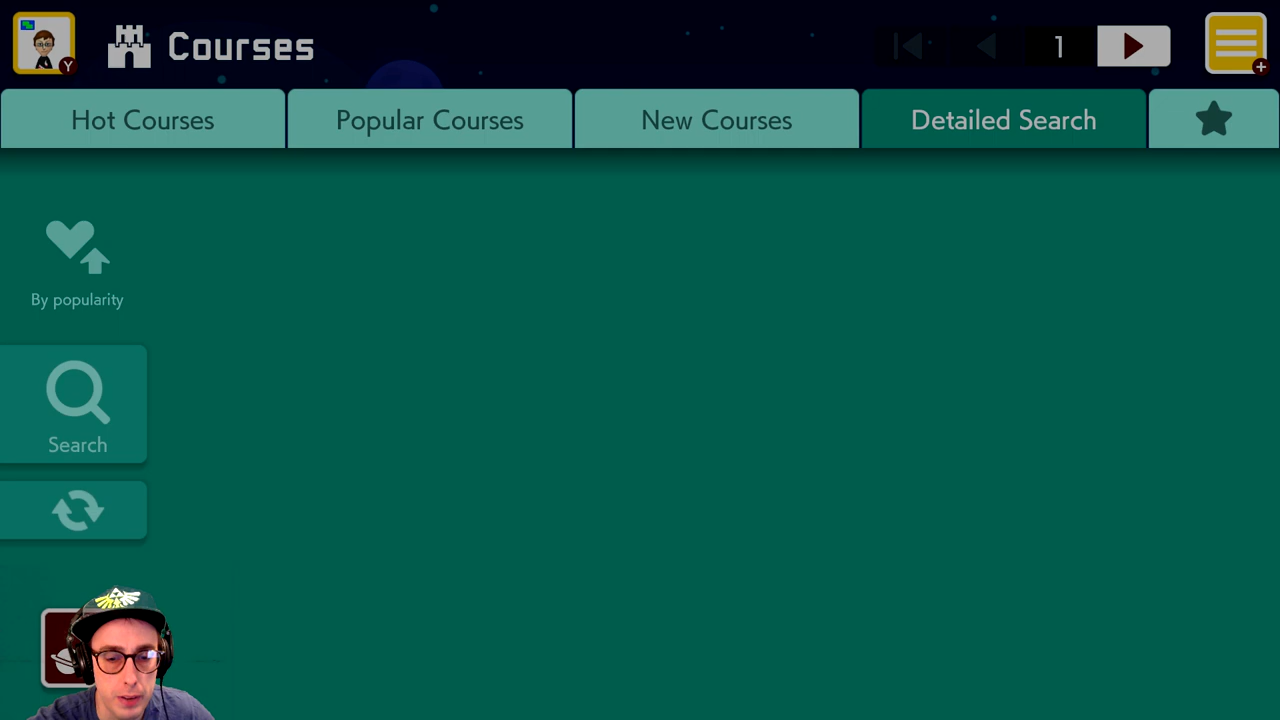 Y
Courses
1
+
Hot Courses
Popular Courses
New Courses
Detailed Search
By popularity
Search